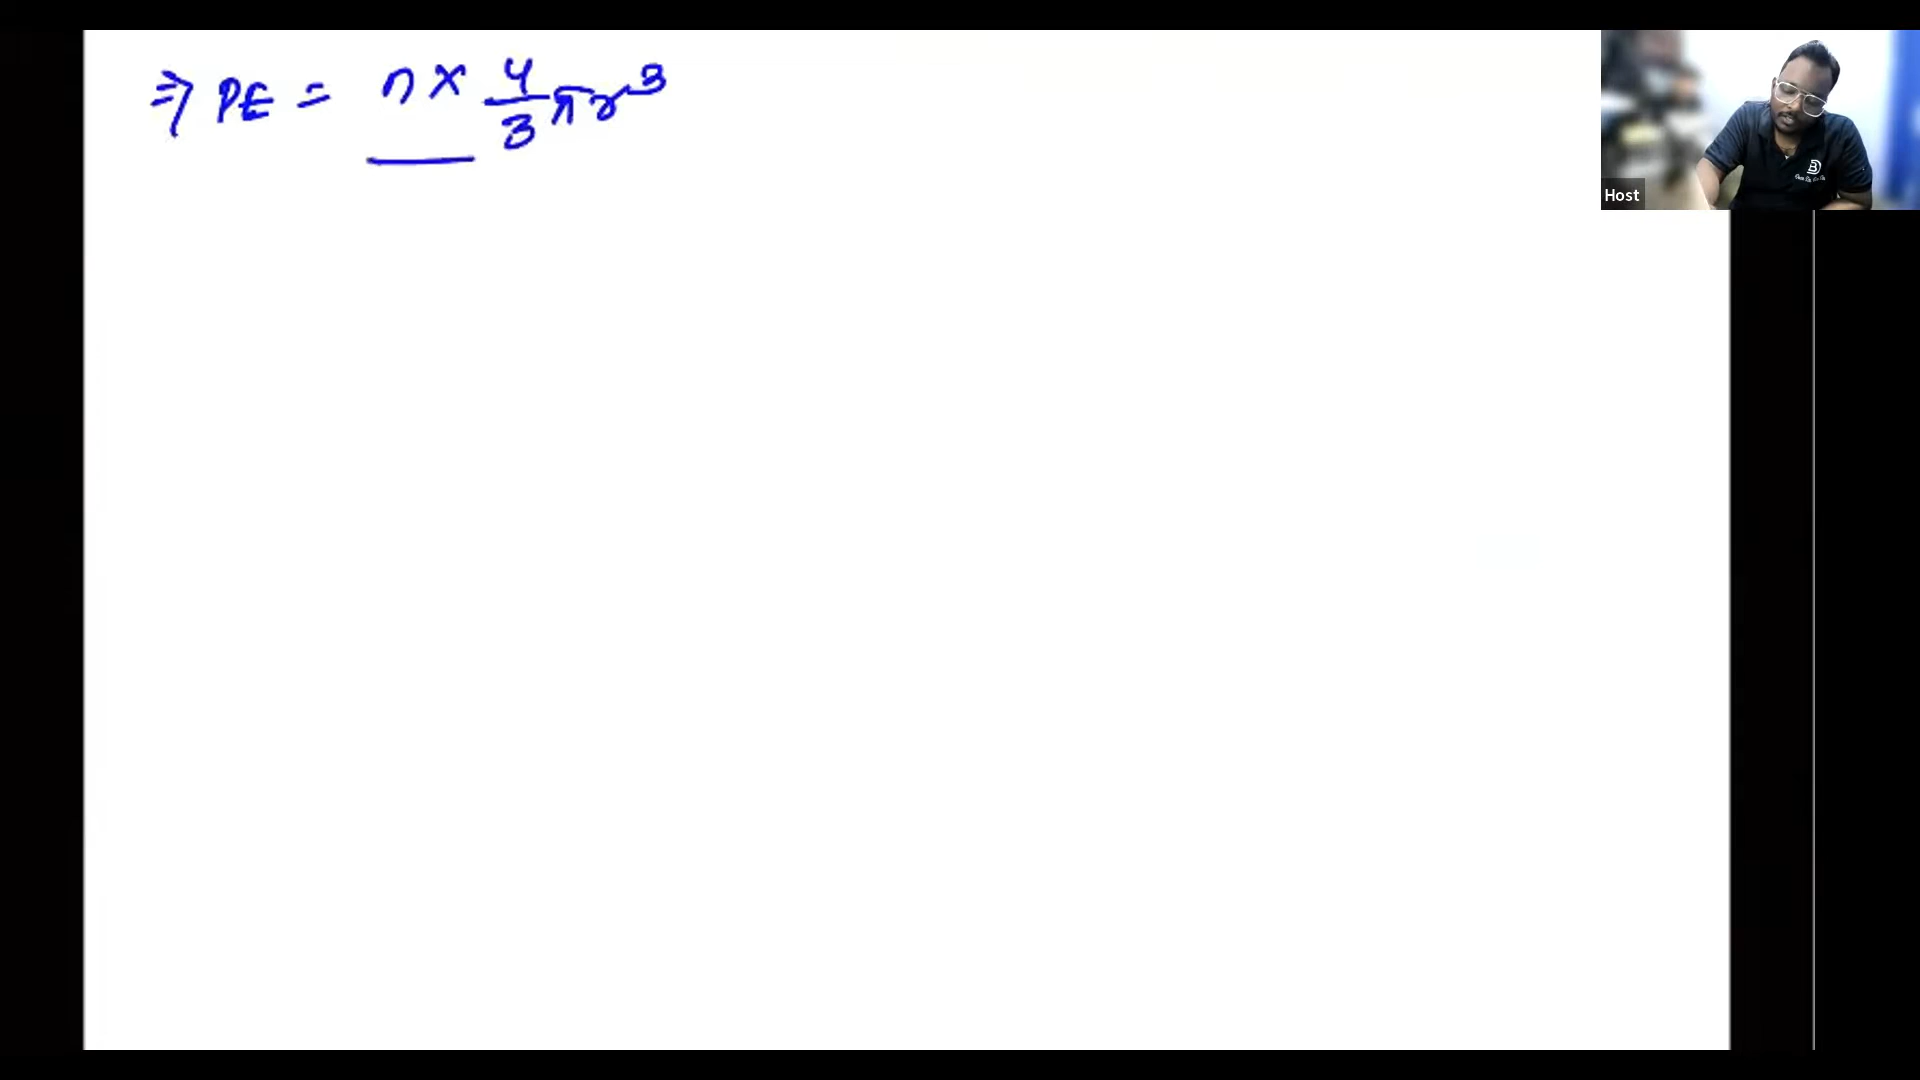 ⇒ PE = n × 4/3 πr³
Host